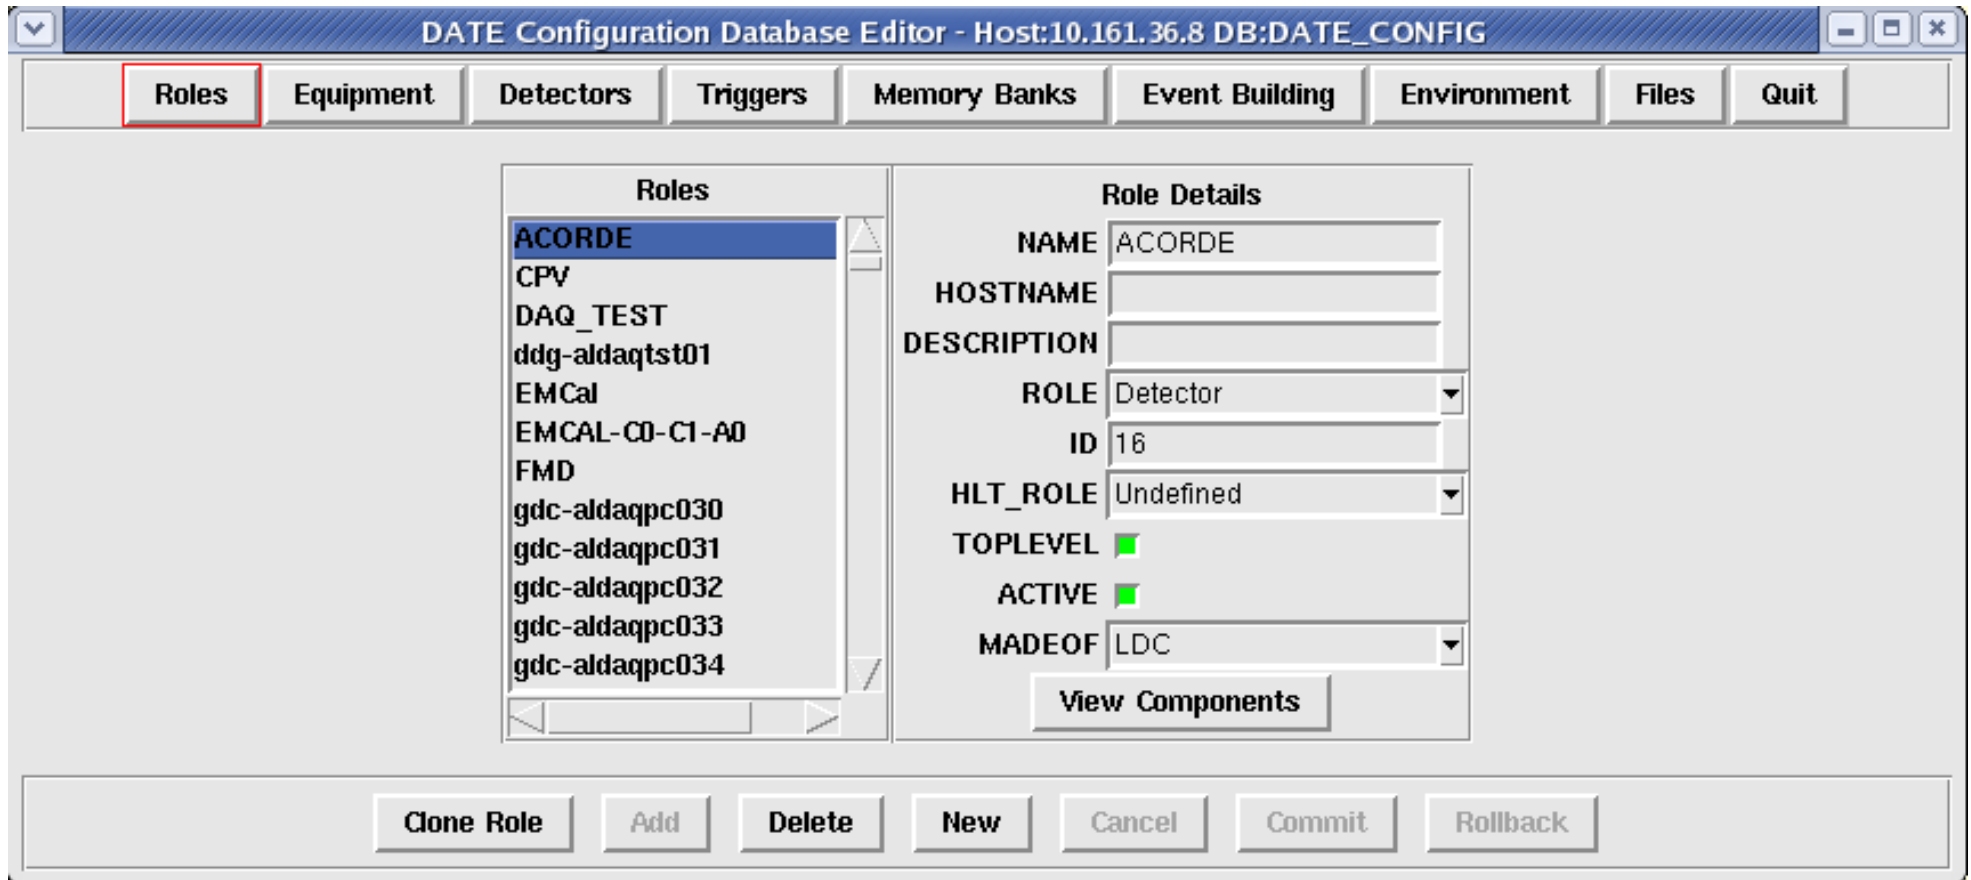 DATE Configuration Database Editor - Host:10.161.36.8 DB:DATE_CONFIG
Roles Equipment Detectors Triggers Memory Banks Event Building Environment Files Quit
Roles
ACORDE
CPV
DAQ_TEST
ddg-aldaqtst01
EMCal
EMCAL-C0-C1-A0
FMD
gdc-aldaqpc030
gdc-aldaqpc031
gdc-aldaqpc032
gdc-aldaqpc033
gdc-aldaqpc034
Role Details
NAME ACORDE
HOSTNAME
DESCRIPTION
ROLE Detector
ID 16
HLT_ROLE Undefined
TOPLEVEL
ACTIVE
MADEOF LDC
View Components
Clone Role Add Delete New Cancel Commit Rollback